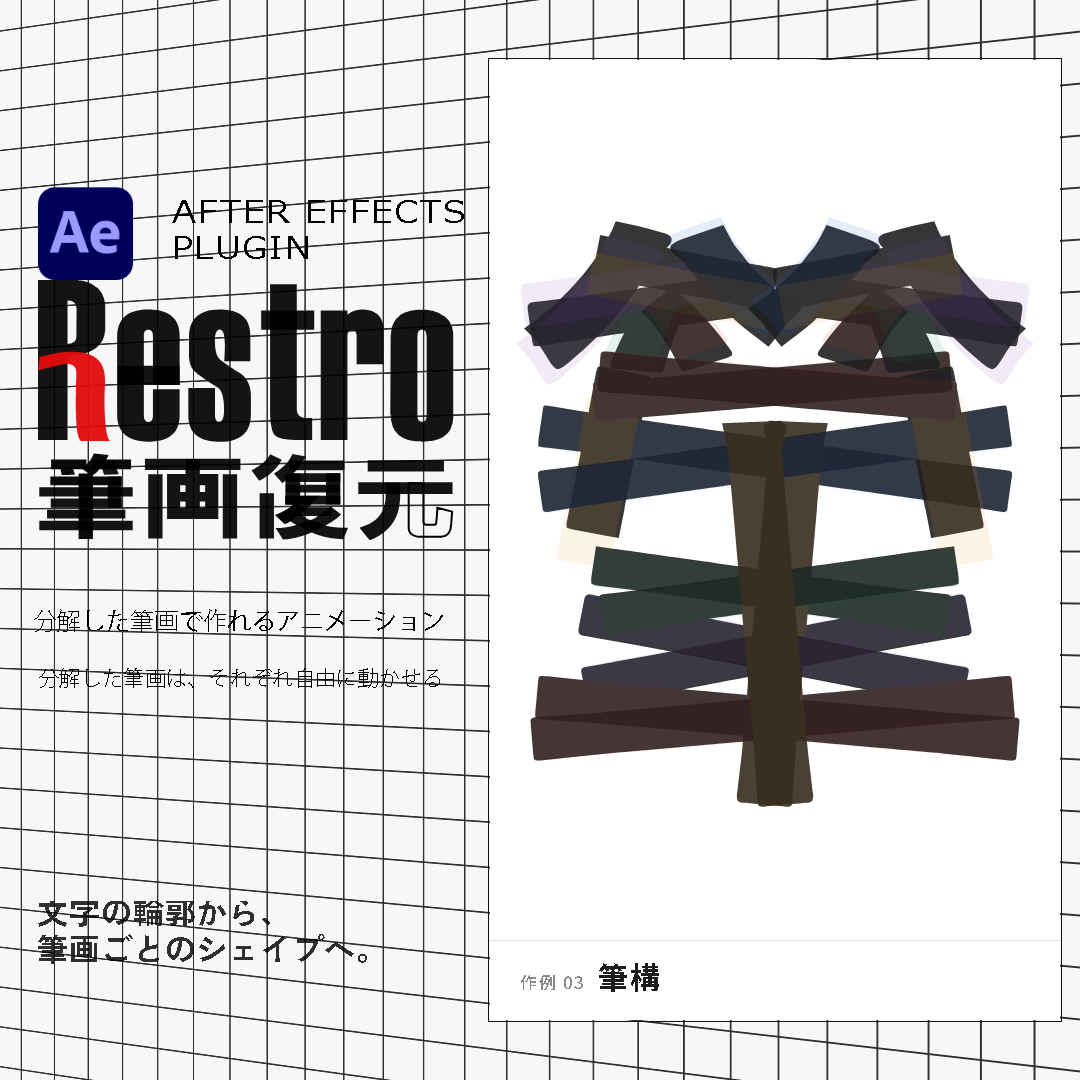 Ae
AFTER EFFECTS
PLUGIN
Restro
筆画復元
分解した筆画で作れるアニメーション
分解した筆画は、それぞれ自由に動かせる
文字の輪郭から、
筆画ごとのシェイプへ。
作例 03 筆構